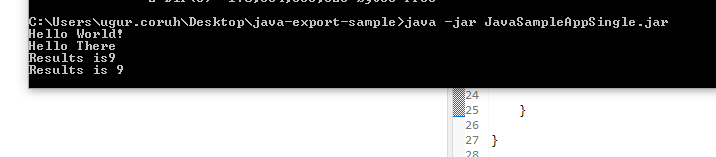 C:\Users\ugur.coruh\Desktop\java-export-sample>java -jar JavaSampleAppSingle.jar
Hello World!
Hello There
Results is9
Results is 9
24
25 }
26
27 }
28